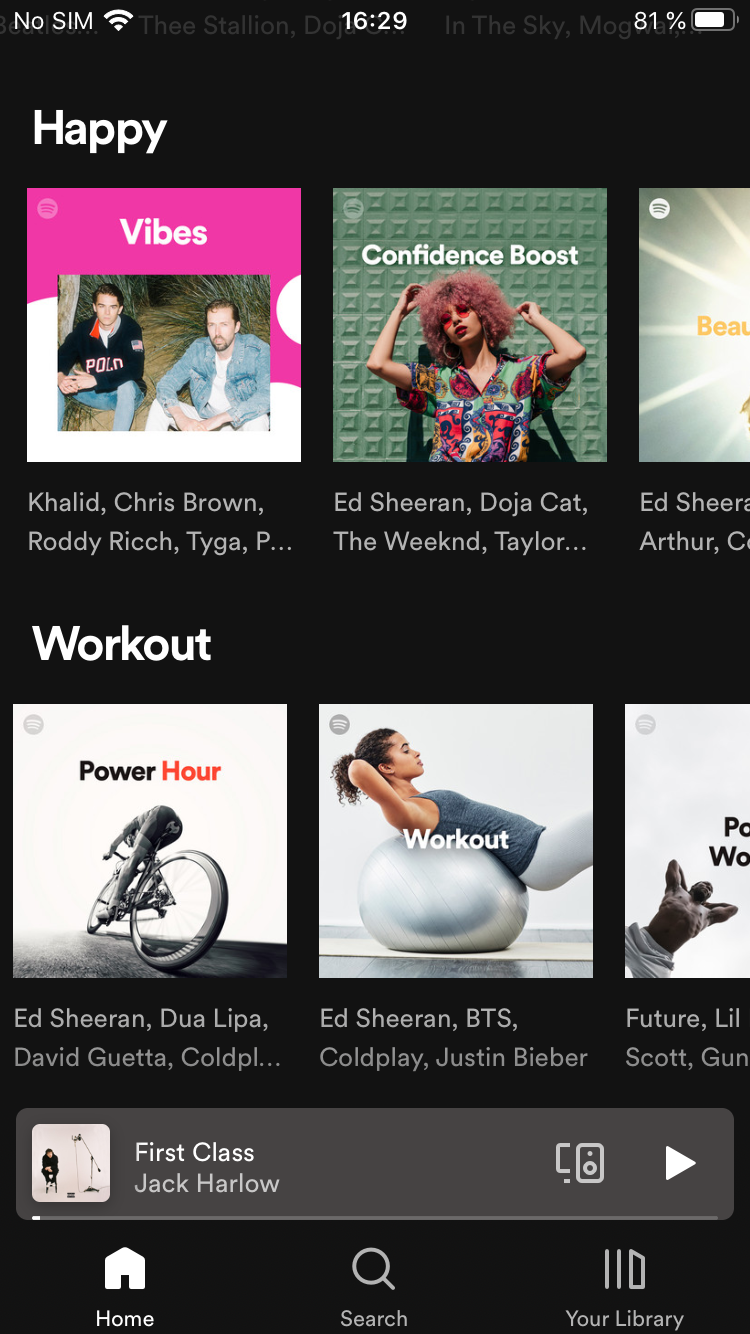 No SIM 16:29 81 %
Beatles... Thee Stallion, Doja C... In The Sky, Mogwai,...
Happy
Vibes
POLO
Confidence Boost
Beau
Khalid, Chris Brown,
Roddy Ricch, Tyga, P...
Ed Sheeran, Doja Cat,
The Weeknd, Taylor...
Ed Sheera
Arthur, Co
Workout
Power Hour
Workout
Po
Wo
Ed Sheeran, Dua Lipa,
David Guetta, Coldpl...
Ed Sheeran, BTS,
Coldplay, Justin Bieber
Future, Lil
Scott, Gun
First Class
Jack Harlow
Home
Search
Your Library